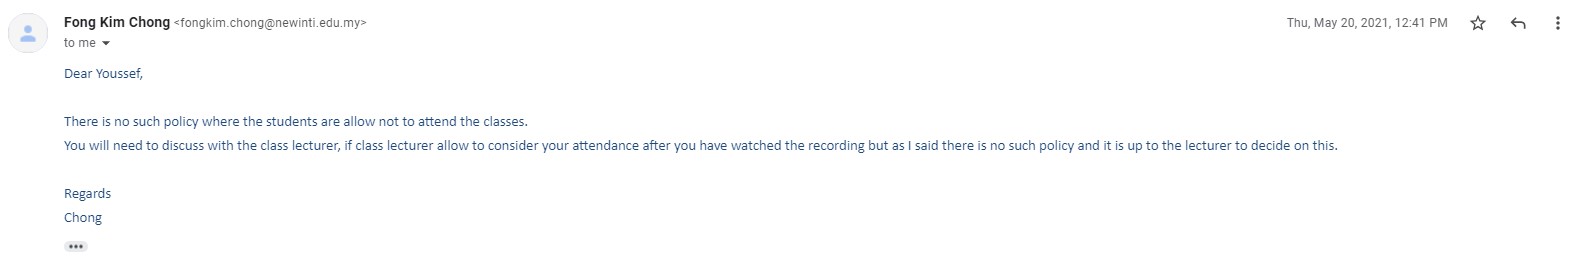 Fong Kim Chong <fongkim.chong@newinti.edu.my>
Thu, May 20, 2021, 12:41 PM
to me
Dear Youssef,
There is no such policy where the students are allow not to attend the classes.
You will need to discuss with the class lecturer, if class lecturer allow to consider your attendance after you have watched the recording but as I said there is no such policy and it is up to the lecturer to decide on this.
Regards
Chong